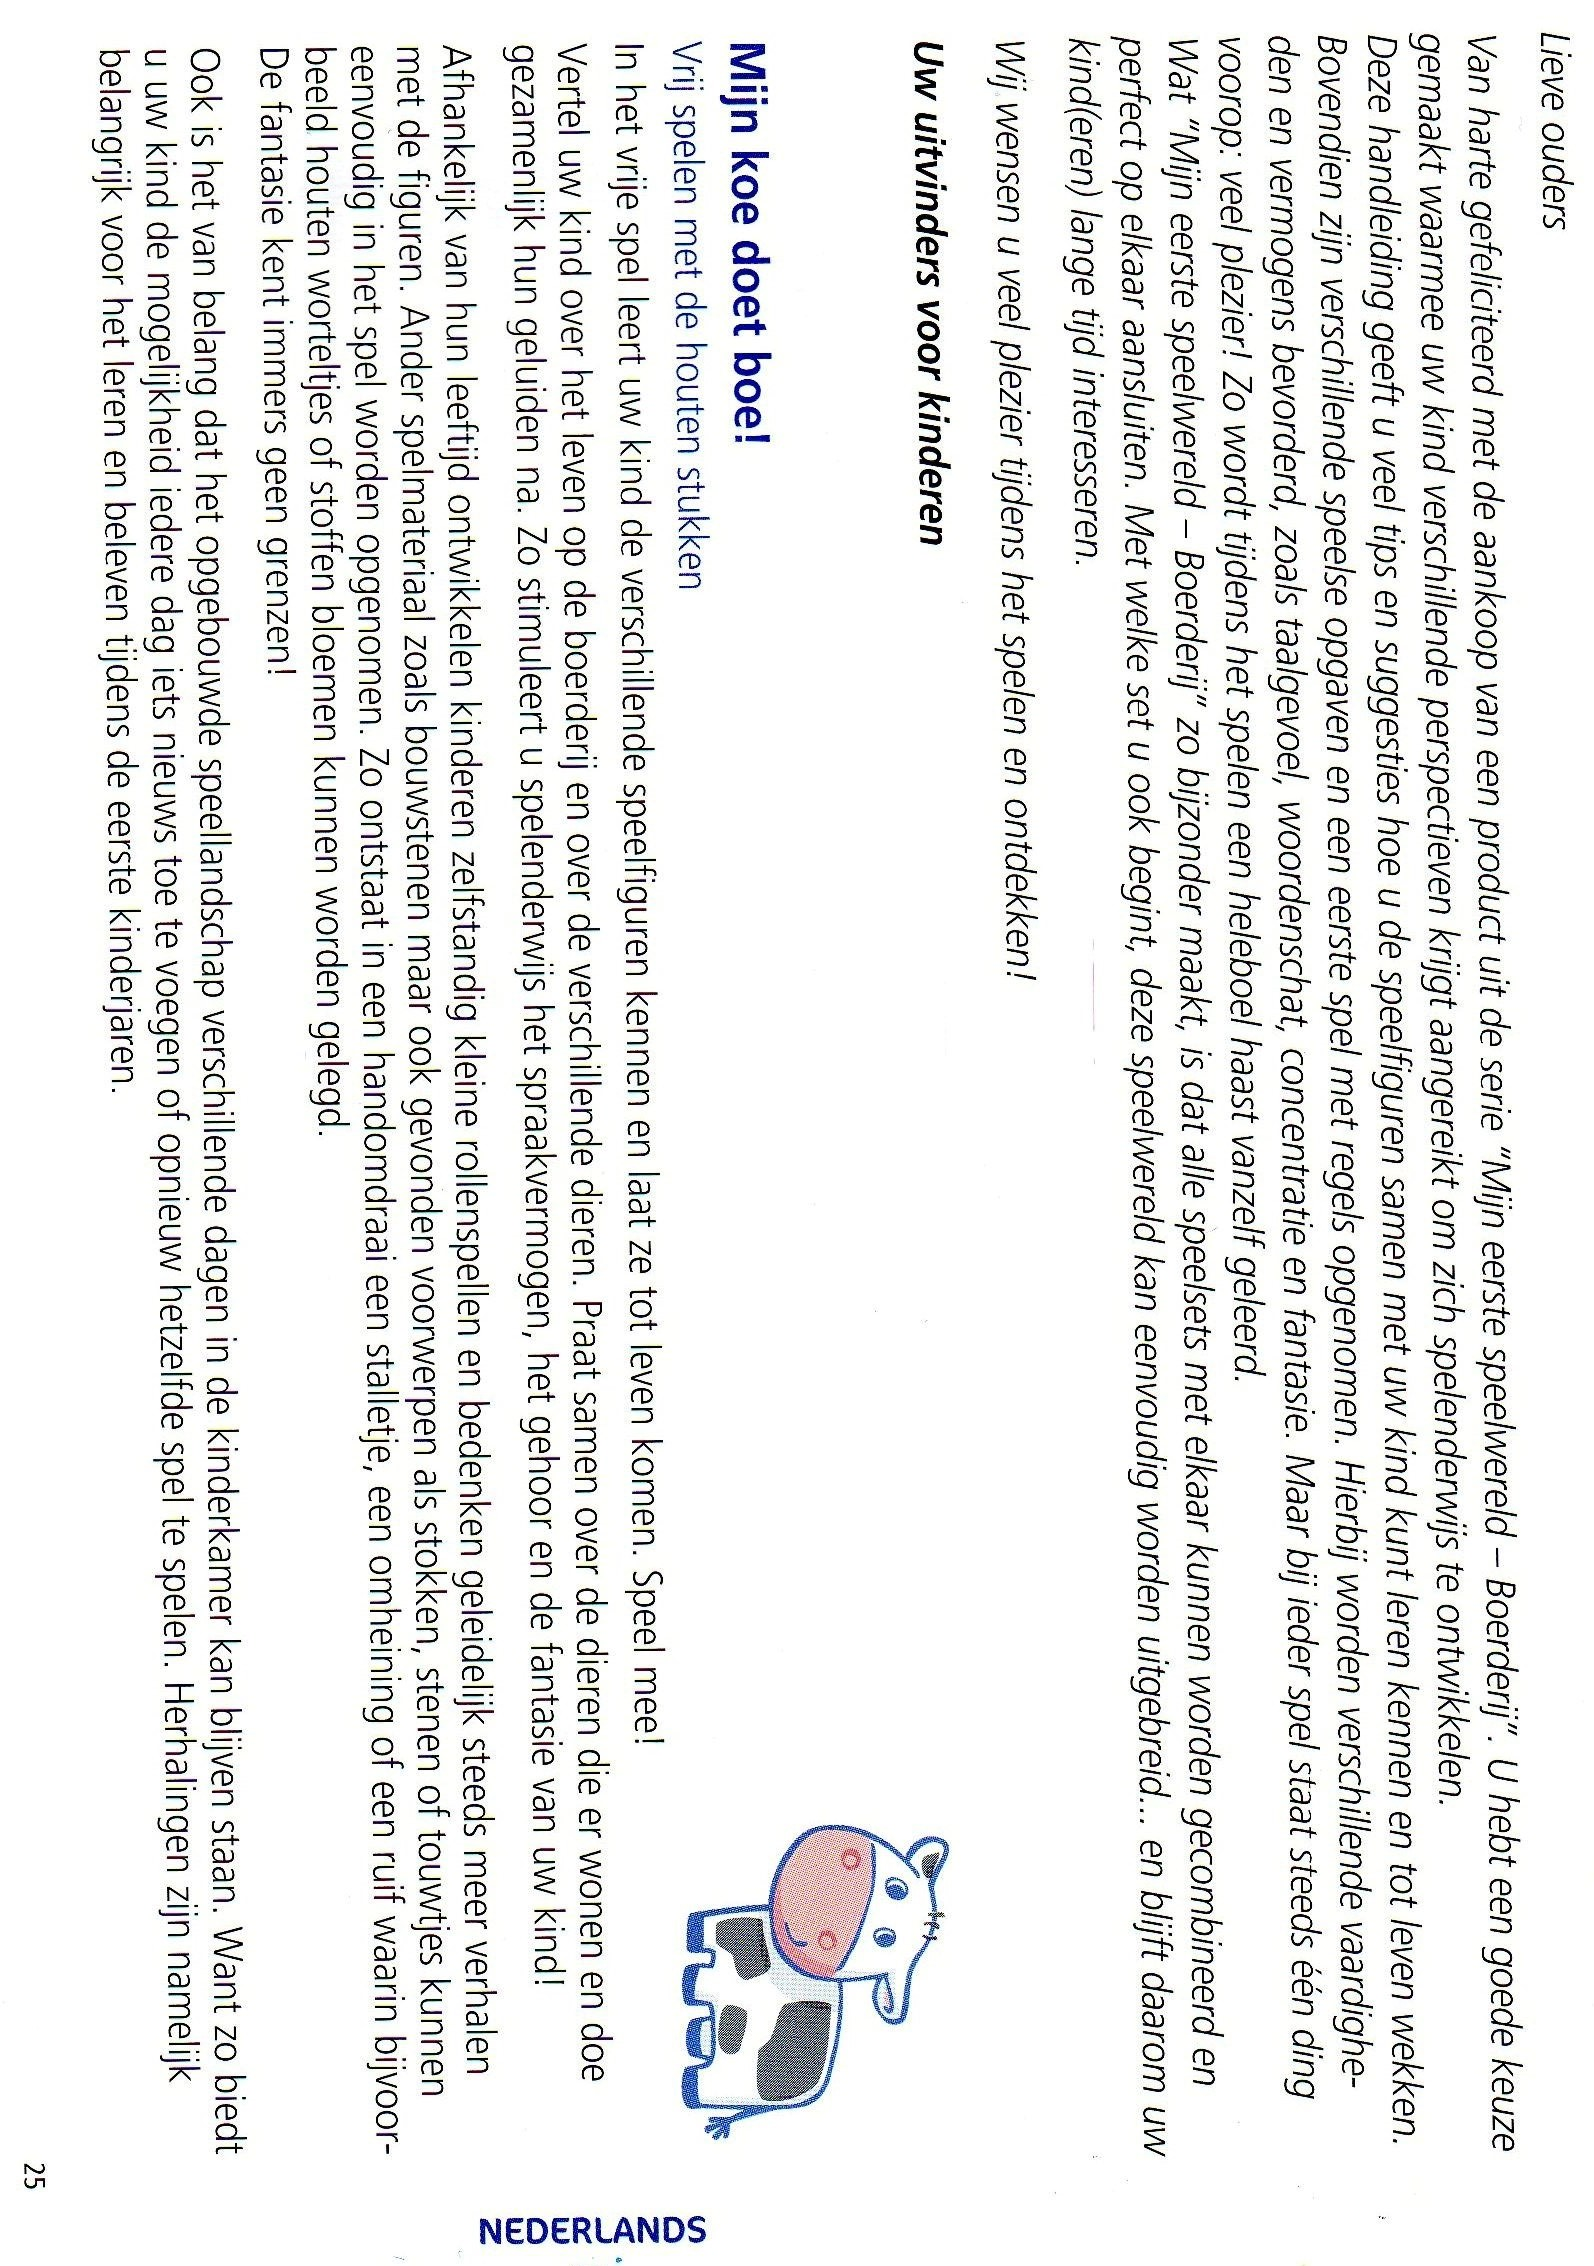 Lieve ouders
Van harte gefeliciteerd met de aankoop van een product uit de serie "Mijn eerste speelwereld – Boerderij". U hebt een goede keuze
gemaakt waarmee uw kind verschillende perspectieven krijgt aangereikt om zich spelenderwijs te ontwikkelen.
Deze handleiding geeft u veel tips en suggesties hoe u de speelfiguren samen met uw kind kunt leren kennen en tot leven wekken.
Bovendien zijn verschillende speelse opgaven en een eerste spel met regels opgenomen. Hierbij worden verschillende vaardighe-
den en vermogens bevorderd, zoals taalgevoel, woordenschat, concentratie en fantasie. Maar bij ieder spel staat steeds één ding
voorop: veel plezier! Zo wordt tijdens het spelen een heleboel haast vanzelf geleerd.
Wat "Mijn eerste speelwereld – Boerderij" zo bijzonder maakt, is dat alle speelsets met elkaar kunnen worden gecombineerd en
perfect op elkaar aansluiten. Met welke set u ook begint, deze speelwereld kan eenvoudig worden uitgebreid... en blijft daarom uw
kind(eren) lange tijd interesseren.
Wij wensen u veel plezier tijdens het spelen en ontdekken!
Uw uitvinders voor kinderen
Mijn koe doet boe!
Vrij spelen met de houten stukken
In het vrije spel leert uw kind de verschillende speelfiguren kennen en laat ze tot leven komen. Speel mee!
Vertel uw kind over het leven op de boerderij en over de verschillende dieren. Praat samen over de dieren die er wonen en doe
gezamenlijk hun geluiden na. Zo stimuleert u spelenderwijs het spraakvermogen, het gehoor en de fantasie van uw kind!
Afhankelijk van hun leeftijd ontwikkelen kinderen zelfstandig kleine rollenspellen en bedenken geleidelijk steeds meer verhalen
met de figuren. Ander spelmateriaal zoals bouwstenen maar ook gevonden voorwerpen als stokken, stenen of touwtjes kunnen
eenvoudig in het spel worden opgenomen. Zo ontstaat in een handomdraai een stalletje, een omheining of een ruif waarin bijvoor-
beeld houten worteltjes of stoffen bloemen kunnen worden gelegd.
De fantasie kent immers geen grenzen!
Ook is het van belang dat het opgebouwde speellandschap verschillende dagen in de kinderkamer kan blijven staan. Want zo biedt
u uw kind de mogelijkheid iedere dag iets nieuws toe te voegen of opnieuw hetzelfde spel te spelen. Herhalingen zijn namelijk
belangrijk voor het leren en beleven tijdens de eerste kinderjaren.
25
NEDERLANDS